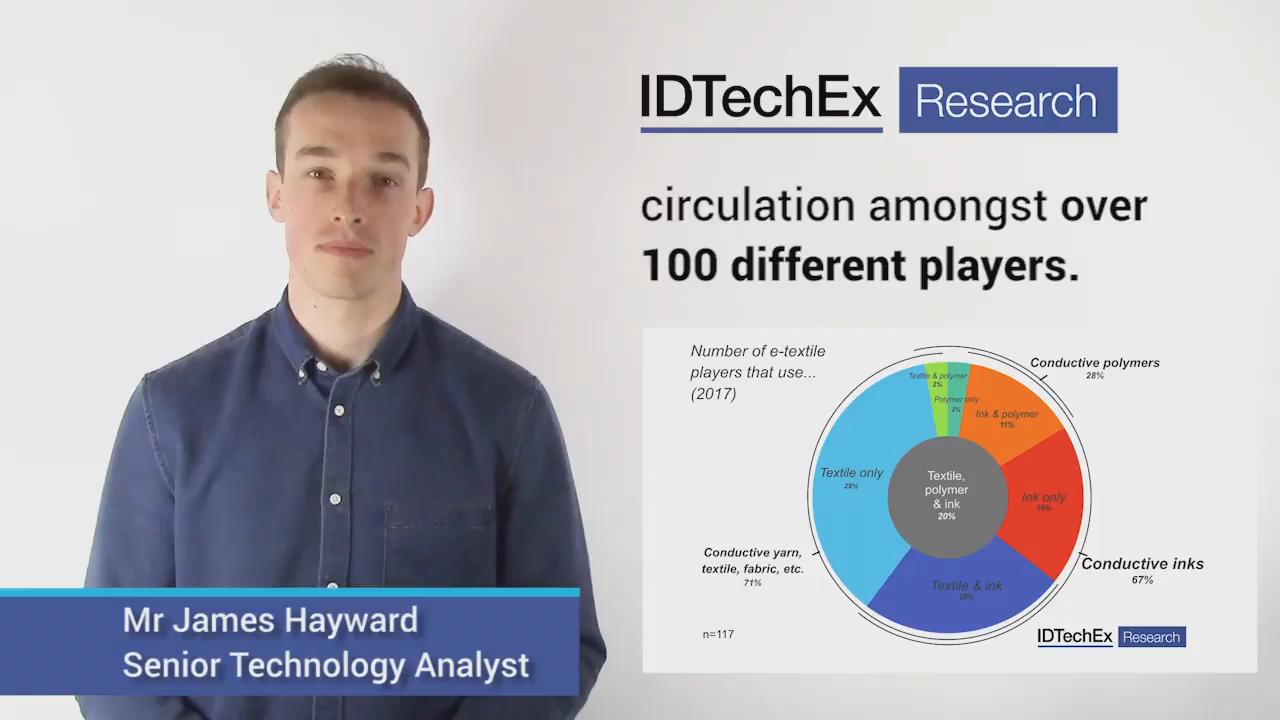 IDTechEx Research
circulation amongst over
100 different players.
Number of e-textile
players that use...
(2017)
Conductive polymers
28%
Textile & polymer
2%
Polymer only
2%
Ink & polymer
11%
Textile only
29%
Textile,
polymer
& ink
20%
Ink only
Conductive yarn,
textile, fabric, etc.
71%
Conductive inks
67%
Textile & ink
20%
n=117
IDTechEx Research
Mr James Hayward
Senior Technology Analyst